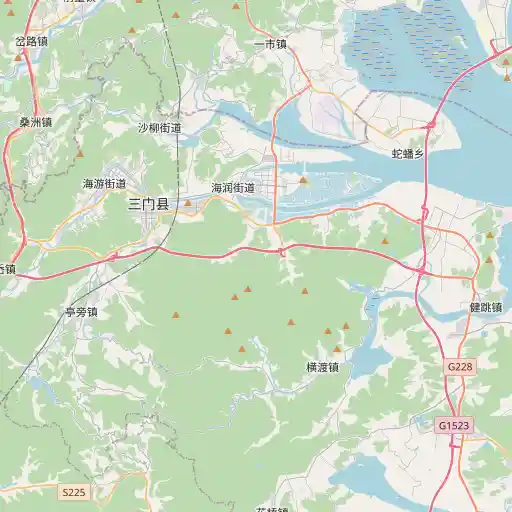 岔路镇
一市镇
桑洲镇
沙柳街道
蛇蟠乡
海游街道
海润街道
三门县
镇
亭旁镇
健跳镇
横渡镇
G228
G1523
S225